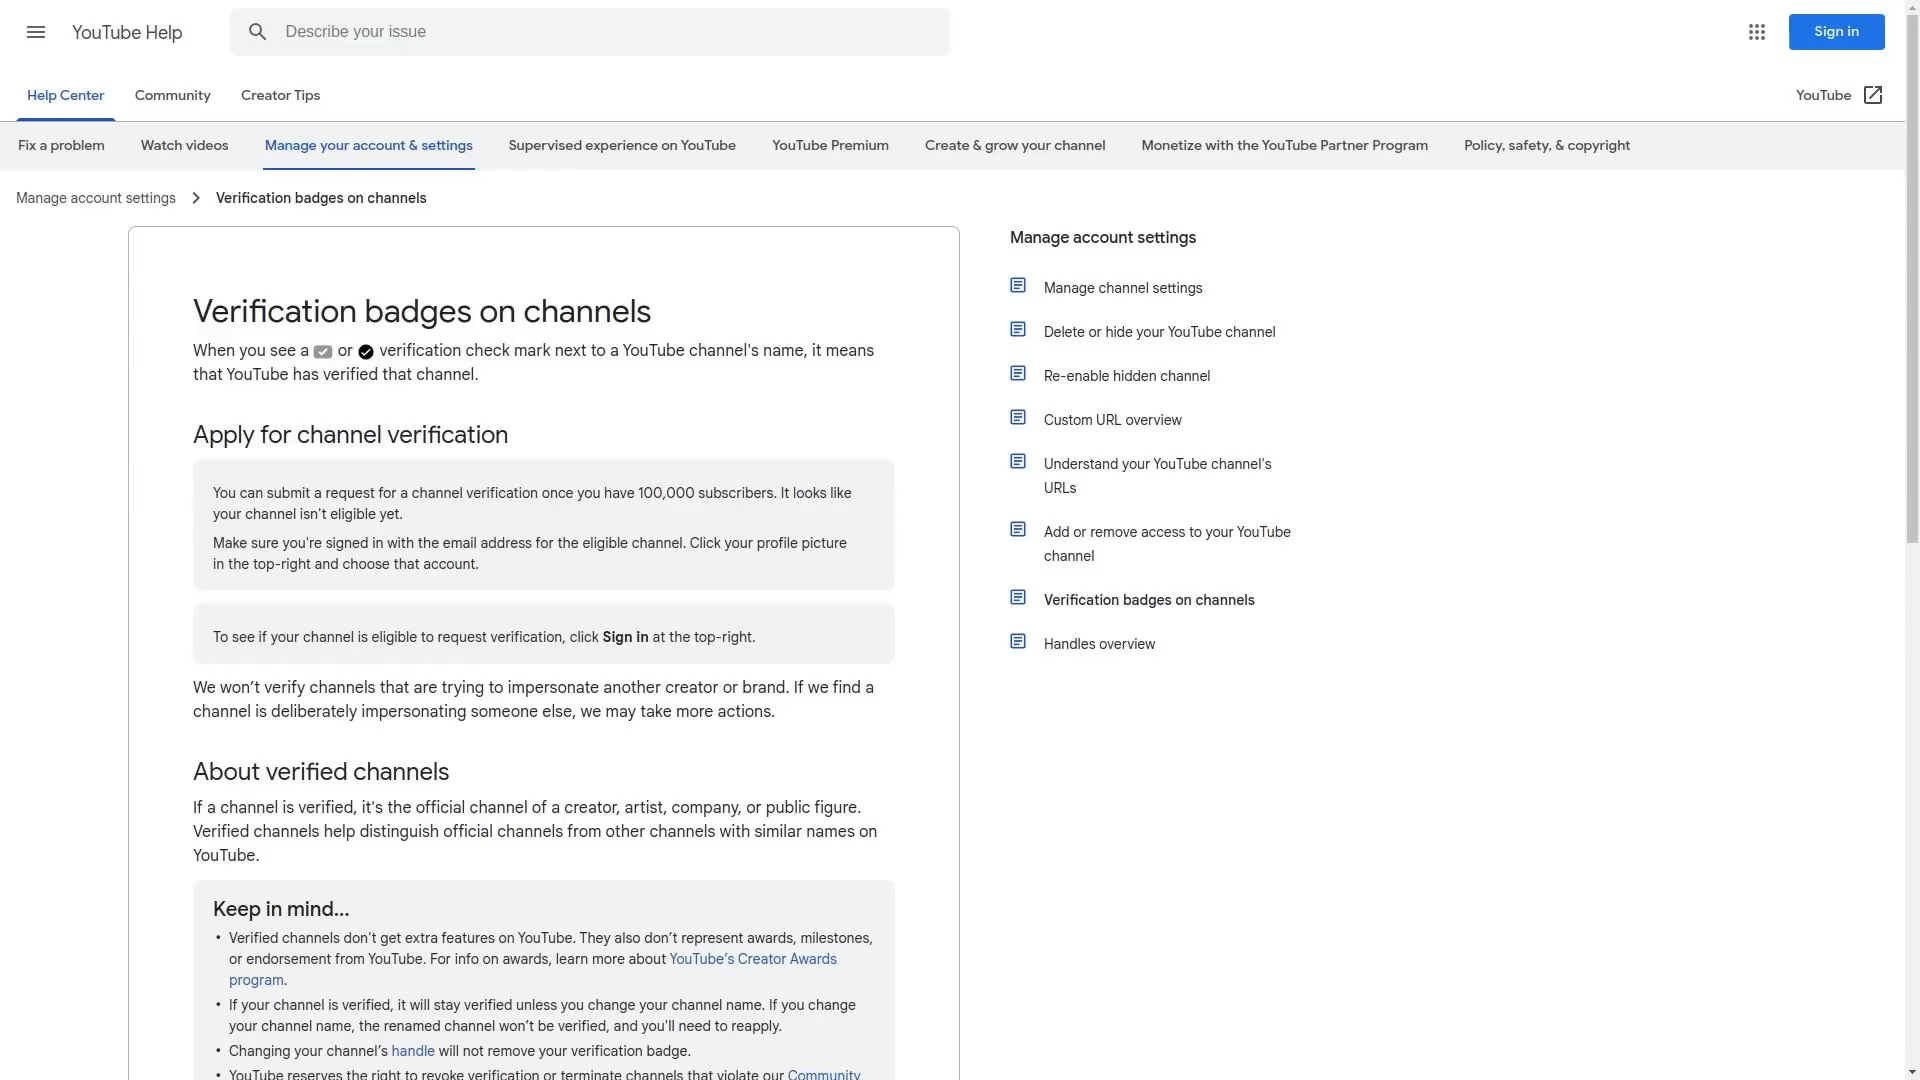 YouTube Help
Describe your issue
Sign in
Help Center
Community
Creator Tips
YouTube
Fix a problem
Watch videos
Manage your account & settings
Supervised experience on YouTube
YouTube Premium
Create & grow your channel
Monetize with the YouTube Partner Program
Policy, safety, & copyright
Manage account settings
Verification badges on channels
Verification badges on channels
When you see a or verification check mark next to a YouTube channel's name, it means
that YouTube has verified that channel.
Apply for channel verification
You can submit a request for a channel verification once you have 100,000 subscribers. It looks like
your channel isn't eligible yet.
Make sure you're signed in with the email address for the eligible channel. Click your profile picture
in the top-right and choose that account.
To see if your channel is eligible to request verification, click Sign in at the top-right.
We won’t verify channels that are trying to impersonate another creator or brand. If we find a
channel is deliberately impersonating someone else, we may take more actions.
About verified channels
If a channel is verified, it's the official channel of a creator, artist, company, or public figure.
Verified channels help distinguish official channels from other channels with similar names on
YouTube.
Keep in mind...
• Verified channels don't get extra features on YouTube. They also don’t represent awards, milestones,
or endorsement from YouTube. For info on awards, learn more about YouTube’s Creator Awards
program.
• If your channel is verified, it will stay verified unless you change your channel name. If you change
your channel name, the renamed channel won’t be verified, and you'll need to reapply.
• Changing your channel’s handle will not remove your verification badge.
• YouTube reserves the right to revoke verification or terminate channels that violate our Community
Manage account settings
Manage channel settings
Delete or hide your YouTube channel
Re-enable hidden channel
Custom URL overview
Understand your YouTube channel's
URLs
Add or remove access to your YouTube
channel
Verification badges on channels
Handles overview